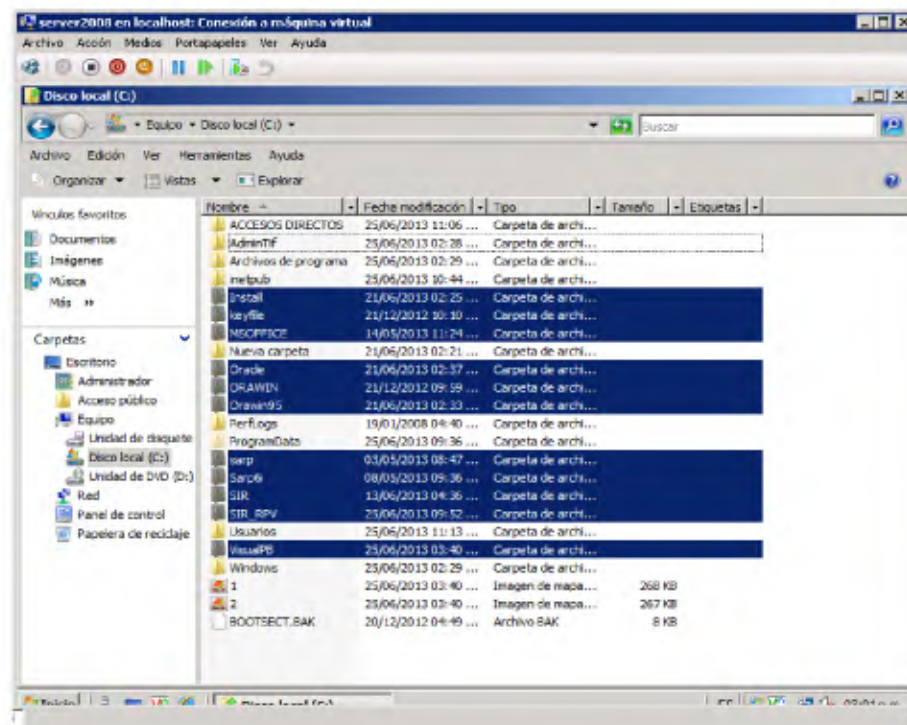 server2008 en localhost: Conexión a máquina virtual
Archivo Acción Medios Portapapeles Ver Ayuda
Disco local (C:)
Equipo Disco local (C:)
Buscar
Archivo Edición Ver Herramientas Ayuda
Organizar Vistas Explorar
Vínculos favoritos
Documentos
Imágenes
Música
Más »
Carpetas
Escritorio
Administrador
Acceso público
Equipo
Unidad de disquete
Disco local (C:)
Unidad de DVD (D:)
Red
Panel de control
Papelera de reciclaje
Nombre Fecha modificación Tipo Tamaño Etiquetas
ACCESOS DIRECTOS 25/06/2013 11:06 ... Carpeta de archi...
AdminTif 25/06/2013 02:28 ... Carpeta de archi...
Archivos de programa 25/06/2013 02:29 ... Carpeta de archi...
inetpub 25/06/2013 10:44 ... Carpeta de archi...
Install 21/06/2013 02:25 ... Carpeta de archi...
keyfile 21/12/2012 10:10 ... Carpeta de archi...
MSOFFICE 14/05/2013 11:24 ... Carpeta de archi...
Nueva carpeta 21/06/2013 02:21 ... Carpeta de archi...
Oracle 21/06/2013 02:37 ... Carpeta de archi...
ORAWIN 21/12/2012 09:59 ... Carpeta de archi...
Orawin95 21/06/2013 02:33 ... Carpeta de archi...
PerfLogs 19/01/2008 04:40 ... Carpeta de archi...
ProgramData 25/06/2013 09:36 ... Carpeta de archi...
sarp 03/05/2013 08:47 ... Carpeta de archi...
Sarp6 08/05/2013 09:36 ... Carpeta de archi...
SIR 13/06/2013 04:36 ... Carpeta de archi...
SIR_RPV 25/06/2013 09:52 ... Carpeta de archi...
Usuarios 25/06/2013 11:13 ... Carpeta de archi...
VisualPB 25/06/2013 03:40 ... Carpeta de archi...
Windows 25/06/2013 02:29 ... Carpeta de archi...
1 25/06/2013 03:40 ... Imagen de mapa... 268 KB
2 25/06/2013 03:40 ... Imagen de mapa... 267 KB
BOOTSECT.BAK 20/12/2012 04:49 ... Archivo BAK 8 KB
Inicio Disco local (C:) ES 03:01 p.m.